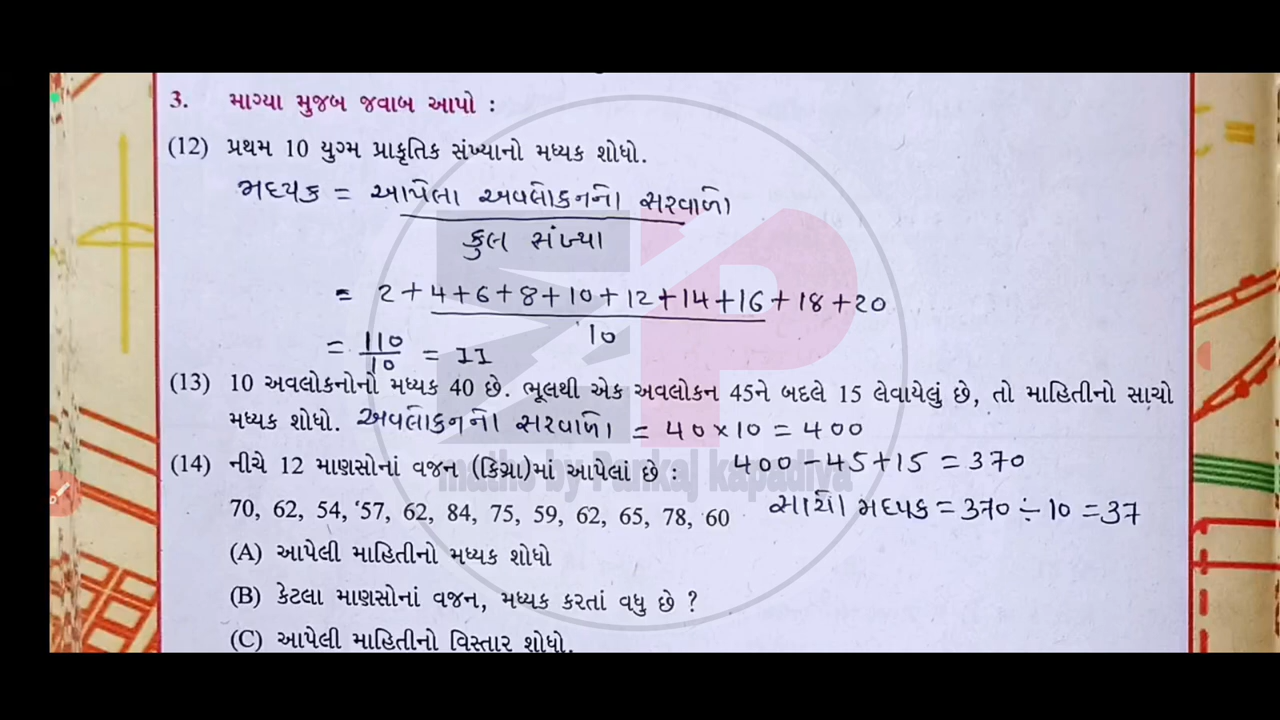 3. માગ્યા મુજબ જવાબ આપો :
(12) પ્રથમ 10 યુગ્મ પ્રાકૃતિક સંખ્યાનો મધ્યક શોધો.
મધ્યક = આપેલા અવલોકનનો સરવાળો
કુલ સંખ્યા
= 2+4+6+8+10+12+14+16+18+20
10
= 110/10 = 11
(13) 10 અવલોકનોનો મધ્યક 40 છે. ભૂલથી એક અવલોકન 45ને બદલે 15 લેવાયેલું છે, તો માહિતીનો સાચો
મધ્યક શોધો. અવલોકનનો સરવાળો = 40×10 = 400
(14) નીચે 12 માણસોનાં વજન (કિગ્રા)માં આપેલાં છે : 400-45+15=370
maths by Pankaj kapadiya
70, 62, 54, 57, 62, 84, 75, 59, 62, 65, 78, 60 સાચો મધ્યક = 370÷10=37
(A) આપેલી માહિતીનો મધ્યક શોધો
(B) કેટલા માણસોનાં વજન, મધ્યક કરતાં વધુ છે ?
(C) આપેલી માહિતીનો વિસ્તાર શોધો.